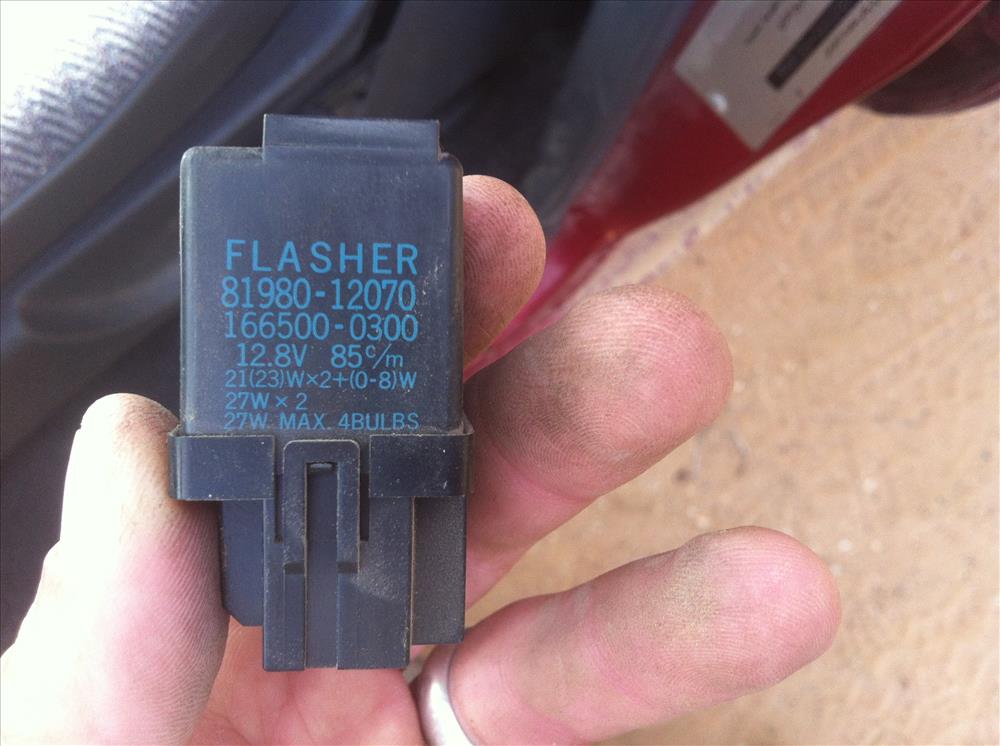 FLASHER
81980-12070
166500-0300
12.8V 85c/m
21(23)W×2+(0-8)W
27W×2
27W MAX. 4BULBS